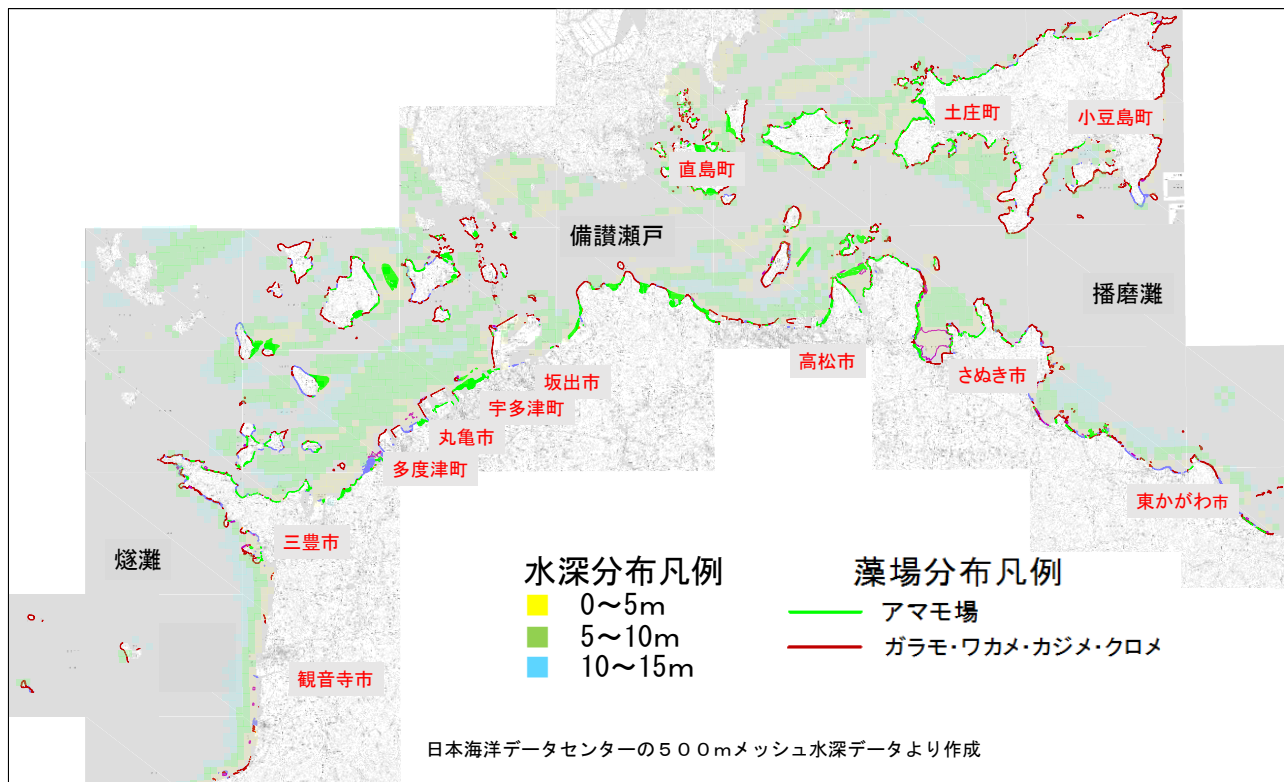 土庄町
小豆島町
直島町
備讃瀬戸
播磨灘
高松市
さぬき市
坂出市
宇多津町
丸亀市
多度津町
東かがわ市
三豊市
燧灘
観音寺市
水深分布凡例
0～5m
5～10m
10～15m
藻場分布凡例
アマモ場
ガラモ・ワカメ・カジメ・クロメ
日本海洋データセンターの５００ｍメッシュ水深データより作成